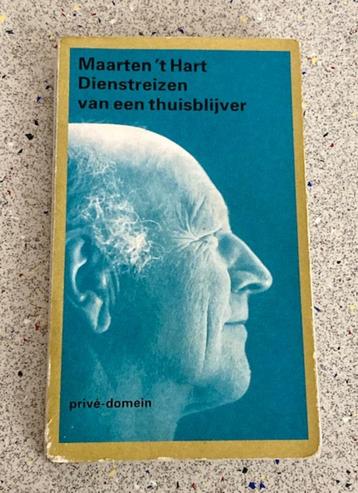 Maarten 't Hart
Dienstreizen
van een thuisblijver
privé-domein